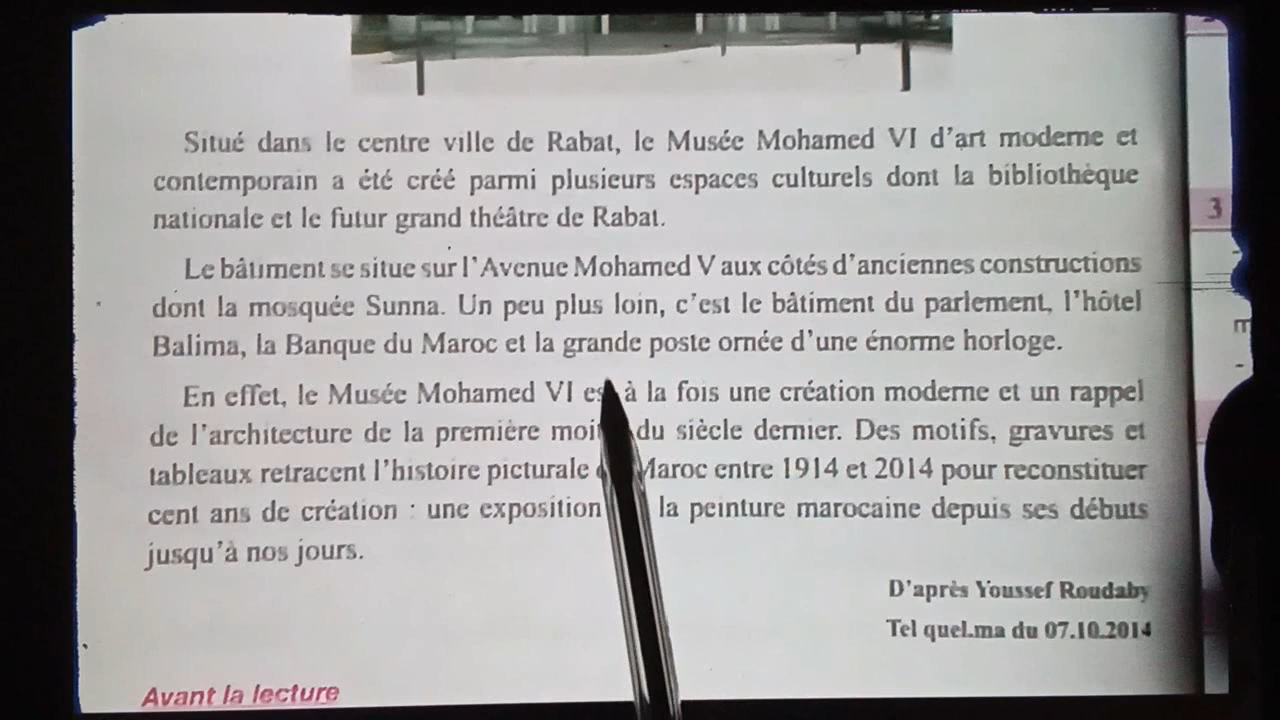 Situé dans le centre ville de Rabat, le Musée Mohamed VI d'art moderne et
contemporain a été créé parmi plusieurs espaces culturels dont la bibliothèque
nationale et le futur grand théâtre de Rabat.
Le bâtiment se situe sur l'Avenue Mohamed V aux côtés d'anciennes constructions
dont la mosquée Sunna. Un peu plus loin, c'est le bâtiment du parlement, l'hôtel
Balima, la Banque du Maroc et la grande poste ornée d'une énorme horloge.
En effet, le Musée Mohamed VI à la fois une création moderne et un rappel
de l'architecture de la première du siècle dernier. Des motifs, gravures et
tableaux retracent l'histoire picturale Maroc entre 1914 et 2014 pour reconstituer
cent ans de création : une exposition la peinture marocaine depuis ses débuts
jusqu'à nos jours.
D'après Youssef Roudaby
Tel quel.ma du 07.10.2014
Avant la lecture
3